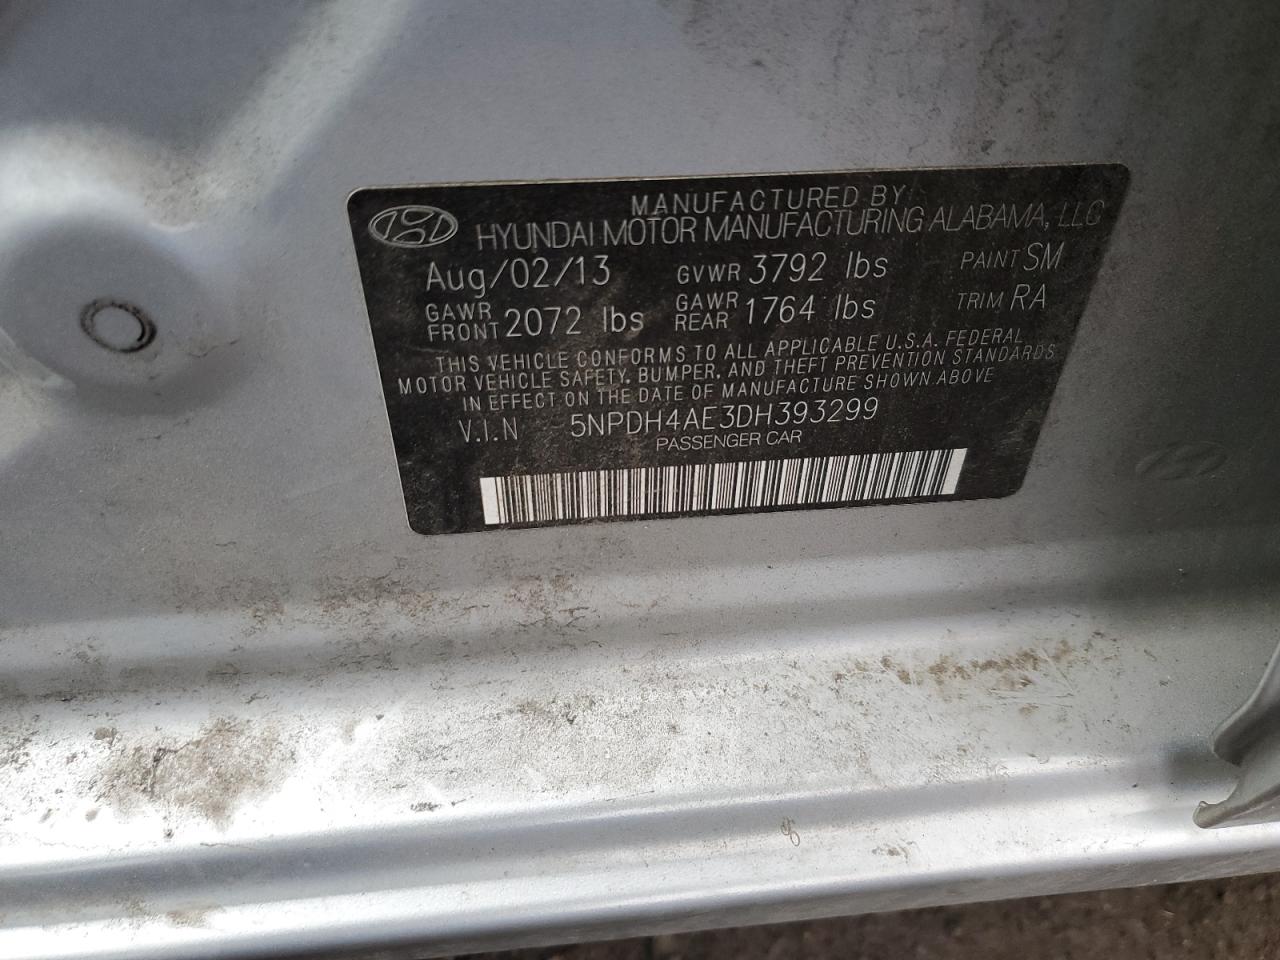 MANUFACTURED BY
HYUNDAI MOTOR MANUFACTURING ALABAMA, LLC
Aug/02/13 GVWR 3792 lbs PAINT SM
GAWR FRONT 2072 lbs GAWR REAR 1764 lbs TRIM RA
THIS VEHICLE CONFORMS TO ALL APPLICABLE U.S.A. FEDERAL
MOTOR VEHICLE SAFETY, BUMPER, AND THEFT PREVENTION STANDARDS
IN EFFECT ON THE DATE OF MANUFACTURE SHOWN ABOVE
V.I.N 5NPDH4AE3DH393299
PASSENGER CAR